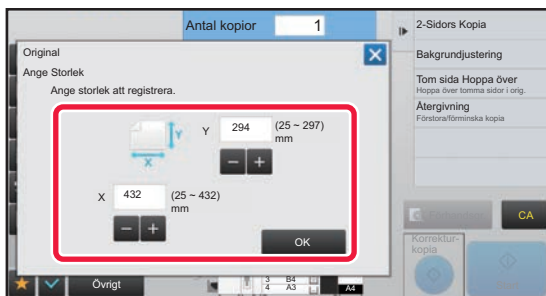 Antal kopior 1
2-Sidors Kopia
Original
Bakgrundjustering
Ange Storlek
Ange storlek att registrera.
Tom sida Hoppa över
Hoppa över tomma sidor i orig.
Återgivning
Förstora/förminska kopia
Y 294 (25 ~ 297)
mm
Y
X
X 432 (25 ~ 432)
mm
OK
CA
Korrektur-
kopia
Övrigt
3 B4
4 A3
A4